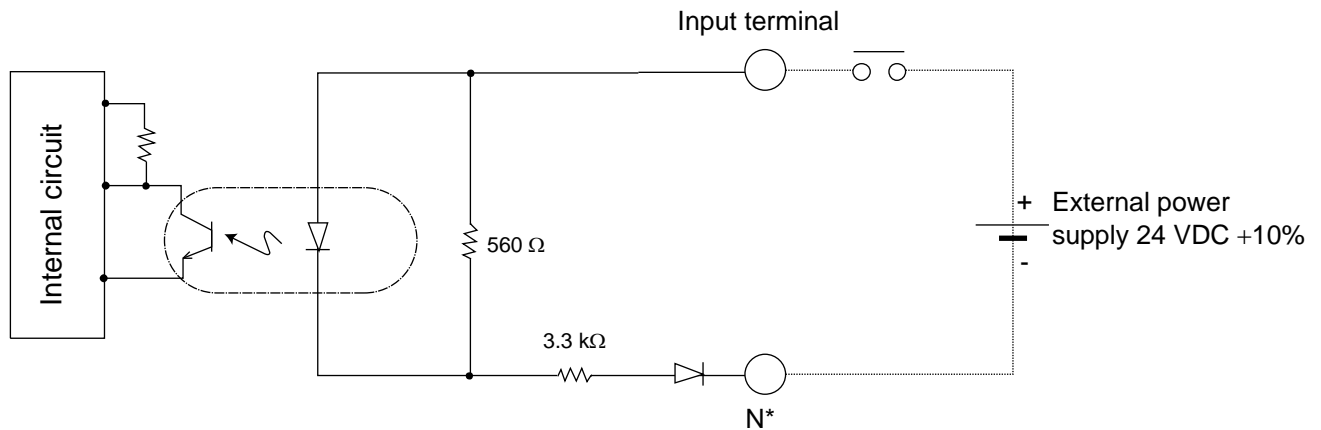 Input terminal
Internal circuit
560 Ω
+ External power
supply 24 VDC +10%
-
3.3 kΩ
N*